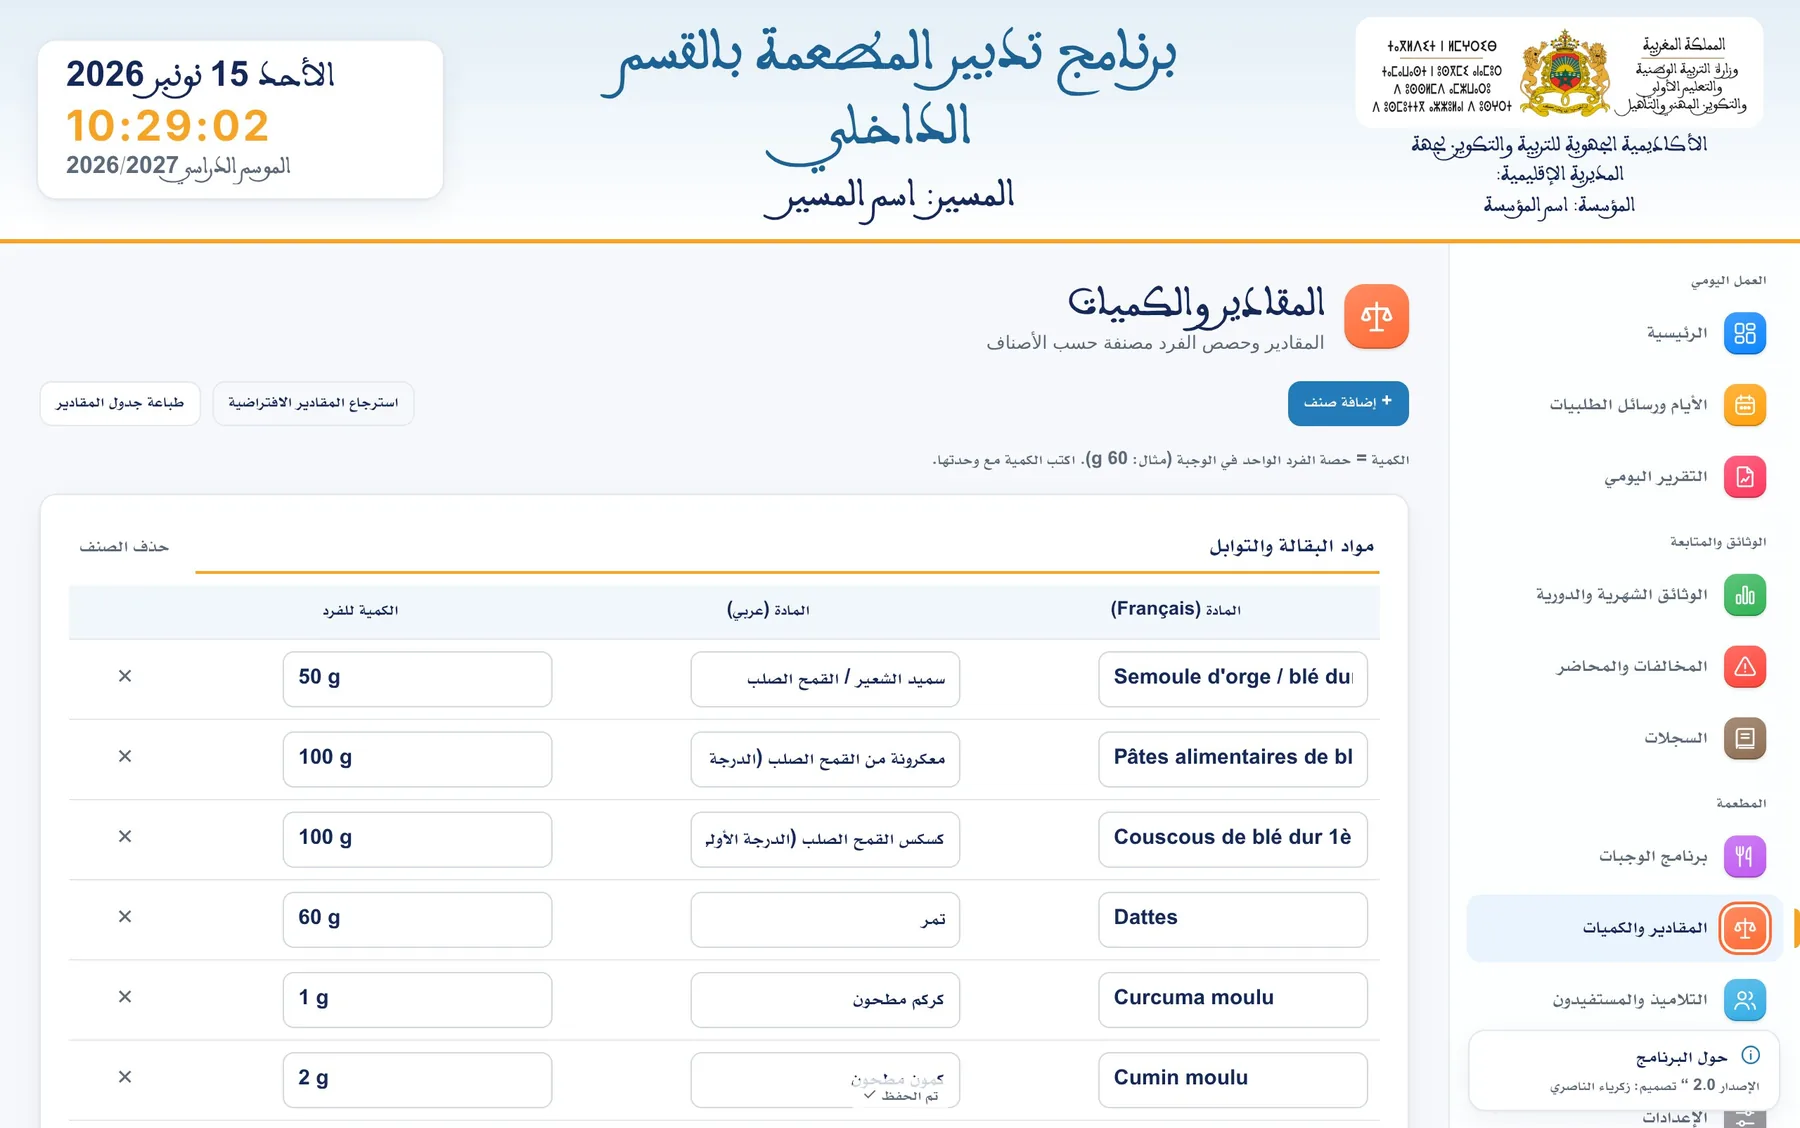 المملكة المغربية
وزارة التربية الوطنية
والتعليم الأولي
والتكوين المهني والتأهيل
الأكاديمية الجهوية للتربية والتكوين لجهة
المديرية الإقليمية:
المؤسسة: اسم المؤسسة
برنامج تدبير المطعمة بالقسم
الداخلي
المسير: اسم المسير
الأحد 15 نونبر 2026
10:29:02
الموسم الدراسي 2026/2027
العمل اليومي
الرئيسية
الأيام ورسائل الطلبيات
التقرير اليومي
الوثائق والمتابعة
الوثائق الشهرية والدورية
المخالفات والمحاضر
السجلات
المطعمة
برنامج الوجبات
المقادير والكميات
التلاميذ والمستفيدون
حول البرنامج
الإصدار 2.0 " تصميم: زكرياء الناصري
الإعدادات
المقادير والكميات
المقادير وحصص الفرد مصنفة حسب الأصناف
+ إضافة صنف
استرجاع المقادير الافتراضية
طباعة جدول المقادير
الكمية = حصة الفرد الواحد في الوجبة (مثال: 60 g). اكتب الكمية مع وحدتها.
مواد البقالة والتوابل
حذف الصنف
المادة (Français)
المادة (عربي)
الكمية للفرد
Semoule d'orge / blé du
سميد الشعير / القمح الصلب
50 g
Pâtes alimentaires de bl
معكرونة من القمح الصلب (الدرجة
100 g
Couscous de blé dur 1è
كسكس القمح الصلب (الدرجة الأولى
100 g
Dattes
تمر
60 g
Curcuma moulu
كركم مطحون
1 g
Cumin moulu
كمون مطحون
2 g
تم الحفظ ✓